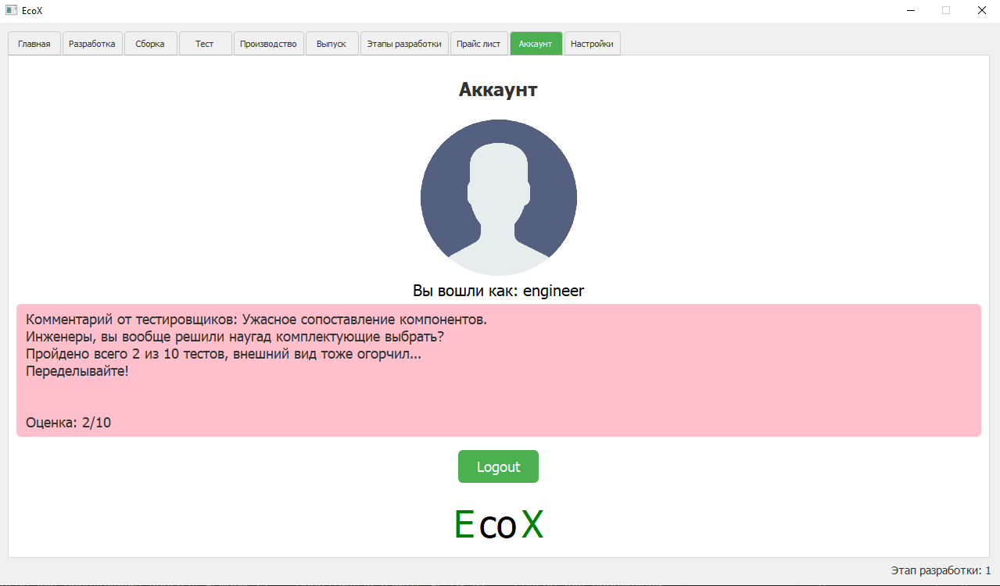 EcoX
Главная Разработка Сборка Тест Производство Выпуск Этапы разработки Прайс лист Аккаунт Настройки
Аккаунт
Вы вошли как: engineer
Комментарий от тестировщиков: Ужасное сопоставление компонентов.
Инженеры, вы вообще решили наугад комплектующие выбрать?
Пройдено всего 2 из 10 тестов, внешний вид тоже огорчил...
Переделывайте!
Оценка: 2/10
Logout
EcoX
Этап разработки: 1